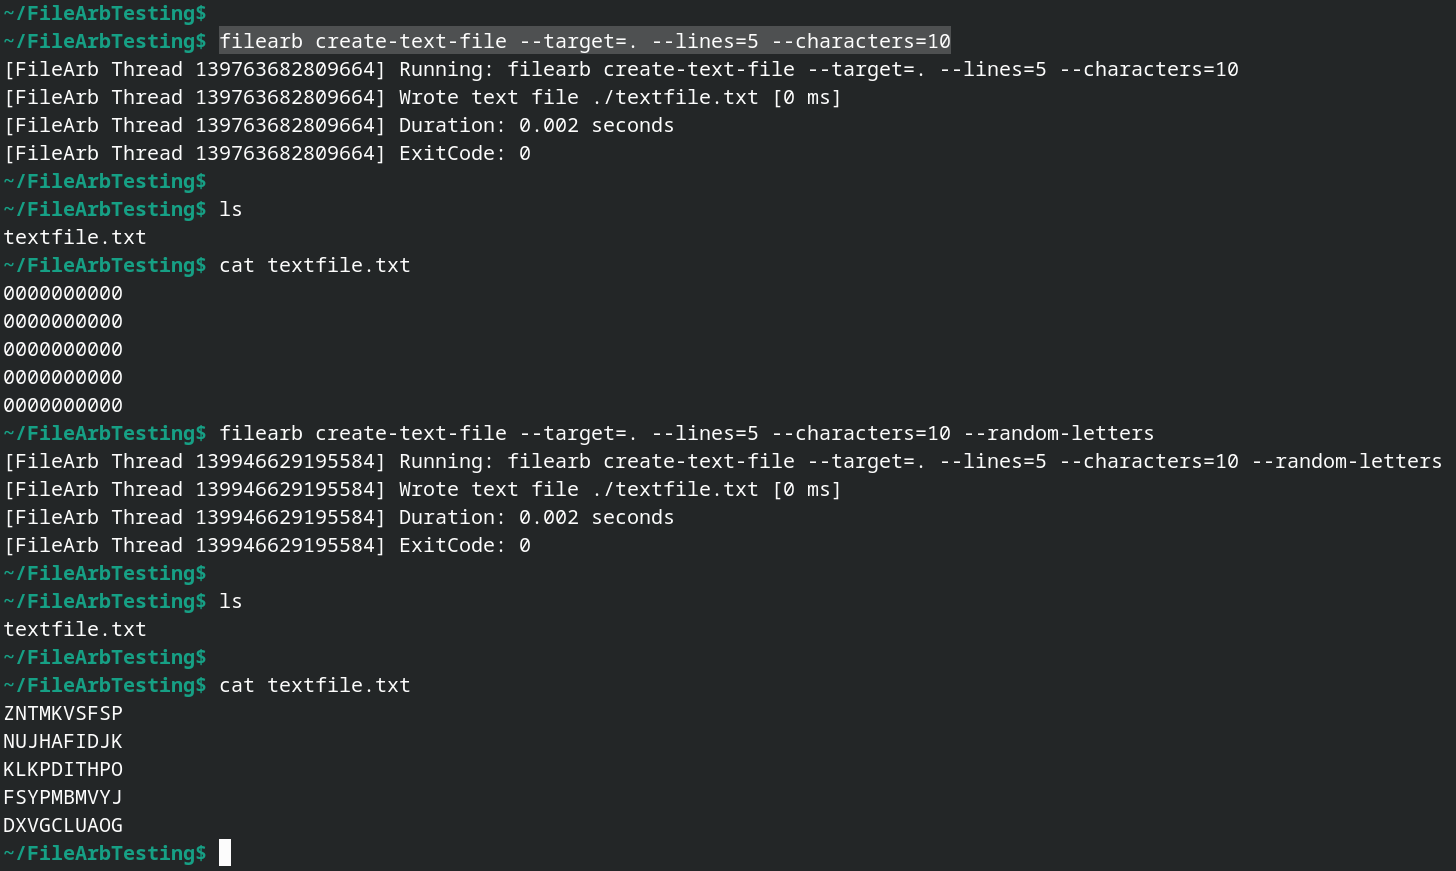 ~/FileArbTesting$
~/FileArbTesting$ filearb create-text-file --target=. --lines=5 --characters=10
[FileArb Thread 139763682809664] Running: filearb create-text-file --target=. --lines=5 --characters=10
[FileArb Thread 139763682809664] Wrote text file ./textfile.txt [0 ms]
[FileArb Thread 139763682809664] Duration: 0.002 seconds
[FileArb Thread 139763682809664] ExitCode: 0
~/FileArbTesting$
~/FileArbTesting$ ls
textfile.txt
~/FileArbTesting$ cat textfile.txt
0000000000
0000000000
0000000000
0000000000
0000000000
~/FileArbTesting$ filearb create-text-file --target=. --lines=5 --characters=10 --random-letters
[FileArb Thread 139946629195584] Running: filearb create-text-file --target=. --lines=5 --characters=10 --random-letters
[FileArb Thread 139946629195584] Wrote text file ./textfile.txt [0 ms]
[FileArb Thread 139946629195584] Duration: 0.002 seconds
[FileArb Thread 139946629195584] ExitCode: 0
~/FileArbTesting$
~/FileArbTesting$ ls
textfile.txt
~/FileArbTesting$
~/FileArbTesting$ cat textfile.txt
ZNTMKVSFSP
NUJHAFIDJK
KLKPDITHPO
FSYPMBMVYJ
DXVGCLUAOG
~/FileArbTesting$